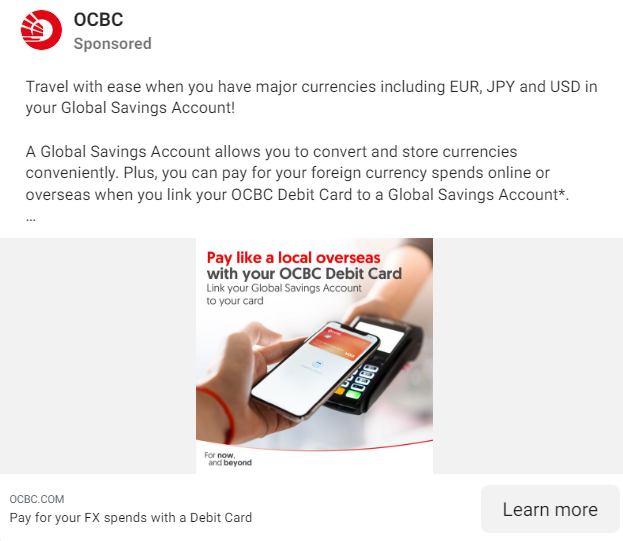 OCBC
Sponsored
Travel with ease when you have major currencies including EUR, JPY and USD in
your Global Savings Account!
A Global Savings Account allows you to convert and store currencies
conveniently. Plus, you can pay for your foreign currency spends online or
overseas when you link your OCBC Debit Card to a Global Savings Account*.
...
Pay like a local overseas
with your OCBC Debit Card
Link your Global Savings Account
to your card
VISA
For now,
and beyond
OCBC.COM
Pay for your FX spends with a Debit Card
Learn more